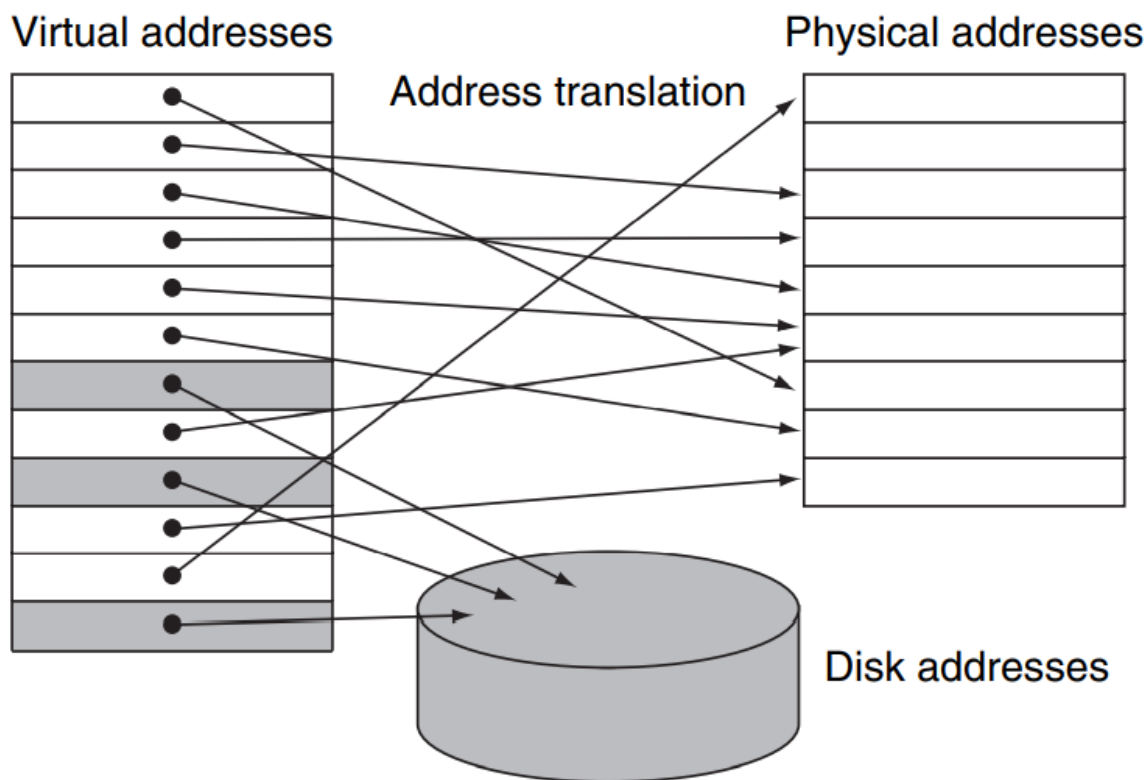 Virtual addresses
Physical addresses
Address translation
Disk addresses